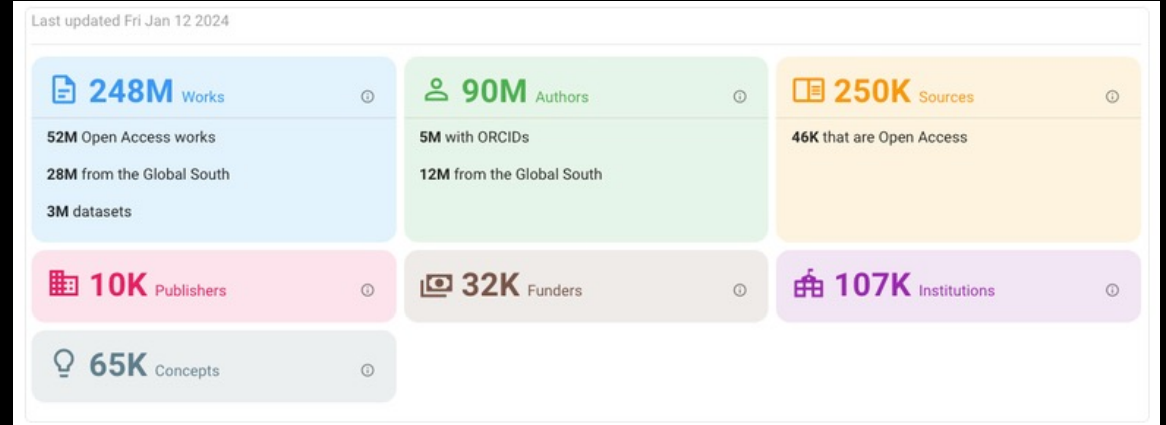 Last updated Fri Jan 12 2024
248M Works
52M Open Access works
28M from the Global South
3M datasets
90M Authors
5M with ORCIDs
12M from the Global South
250K Sources
46K that are Open Access
10K Publishers
32K Funders
107K Institutions
65K Concepts